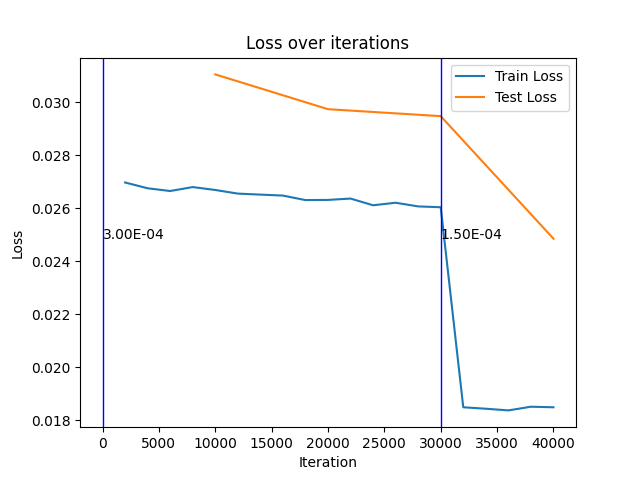 Loss over iterations
Train Loss
Test Loss
3.00E-04
1.50E-04
Loss
0.030
0.028
0.026
0.024
0.022
0.020
0.018
0
5000
10000
15000
20000
25000
30000
35000
40000
Iteration